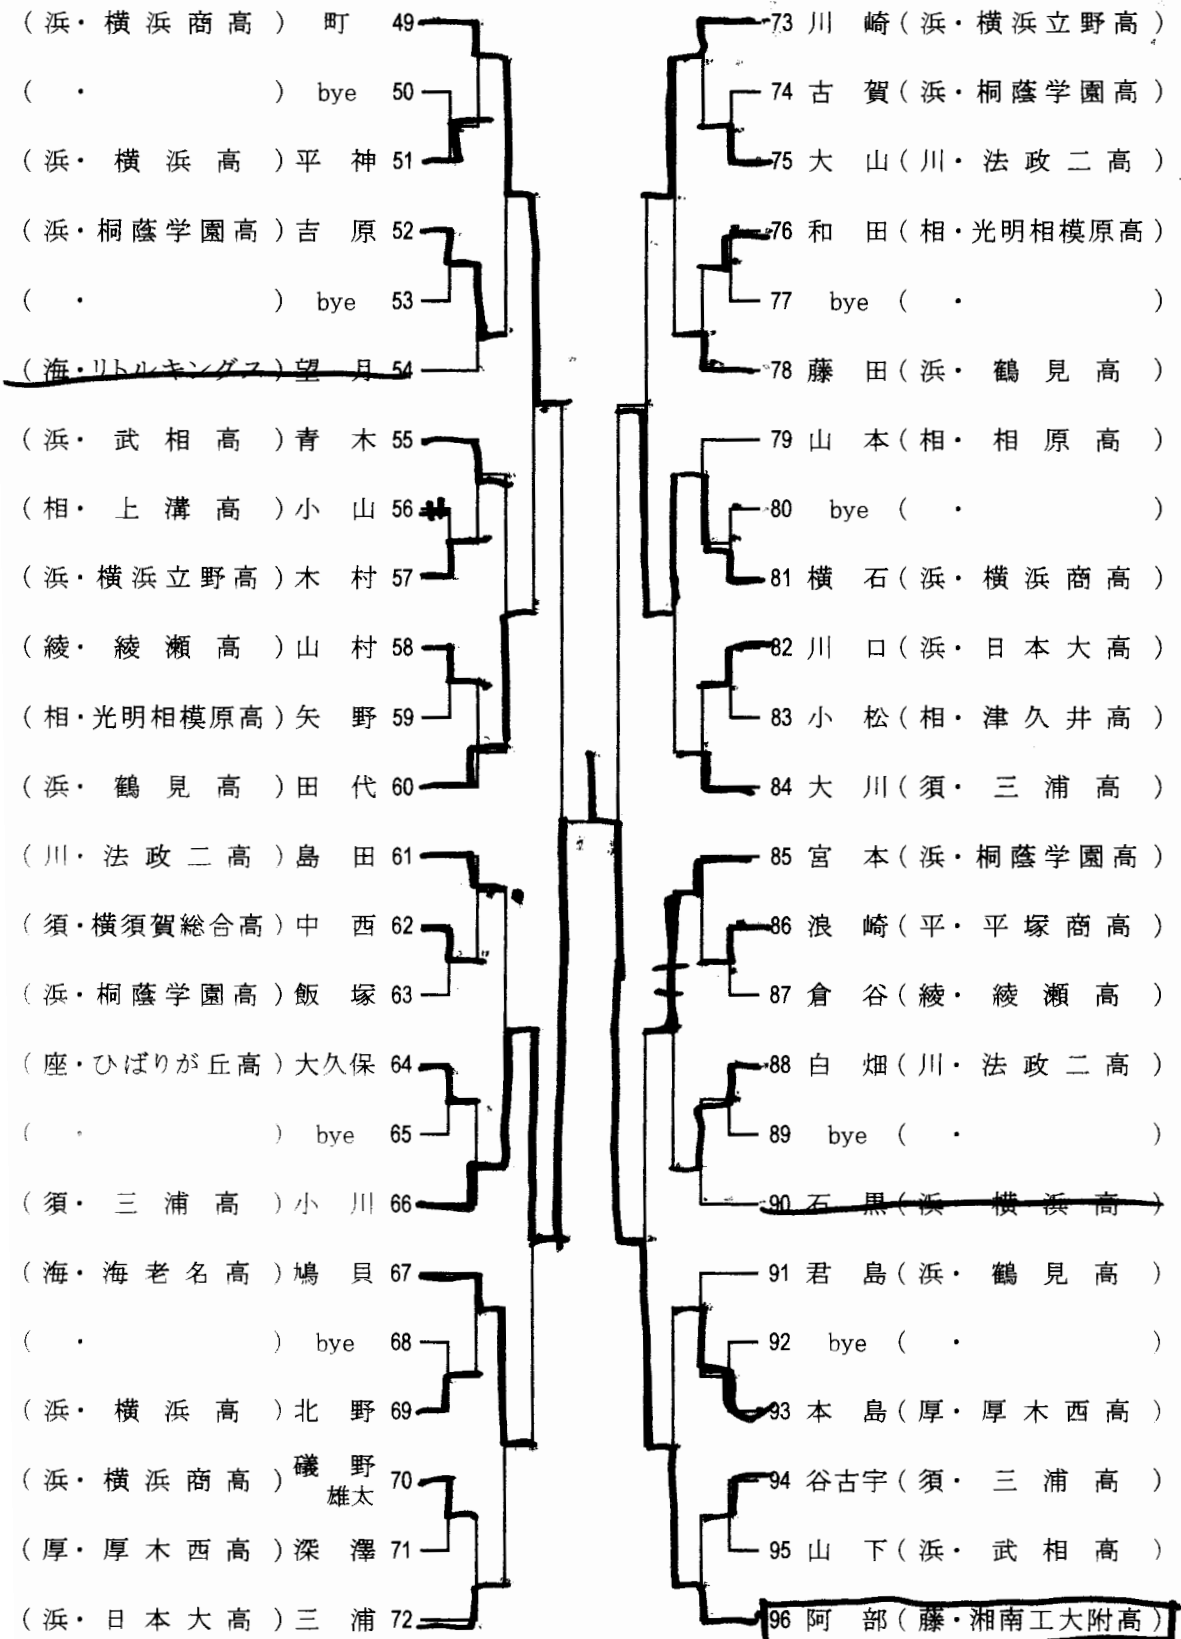 (浜・横浜商高) 町 49
(・) bye 50
(浜・横浜高) 平神 51
(浜・桐蔭学園高) 吉原 52
(・) bye 53
(海・リトルキングス) 望月 54
(浜・武相高) 青木 55
(相・上溝高) 小山 56
(浜・横浜立野高) 木村 57
(綾・綾瀬高) 山村 58
(相・光明相模原高) 矢野 59
(浜・鶴見高) 田代 60
(川・法政二高) 島田 61
(須・横須賀総合高) 中西 62
(浜・桐蔭学園高) 飯塚 63
(座・ひばりが丘高) 大久保 64
(・) bye 65
(須・三浦高) 小川 66
(海・海老名高) 鳩貝 67
(・) bye 68
(浜・横浜高) 北野 69
(浜・横浜商高) 磯野雄太 70
(厚・厚木西高) 深澤 71
(浜・日本大高) 三浦 72
73 川崎 (浜・横浜立野高)
74 古賀 (浜・桐蔭学園高)
75 大山 (川・法政二高)
76 和田 (相・光明相模原高)
77 bye (・)
78 藤田 (浜・鶴見高)
79 山本 (相・相原高)
80 bye (・)
81 横石 (浜・横浜商高)
82 川口 (浜・日本大高)
83 小松 (相・津久井高)
84 大川 (須・三浦高)
85 宮本 (浜・桐蔭学園高)
86 浪崎 (平・平塚商高)
87 倉谷 (綾・綾瀬高)
88 白畑 (川・法政二高)
89 bye (・)
90 石黒 (浜・横浜高)
91 君島 (浜・鶴見高)
92 bye (・)
93 本島 (厚・厚木西高)
94 谷古宇 (須・三浦高)
95 山下 (浜・武相高)
96 阿部 (藤・湘南工大附高)